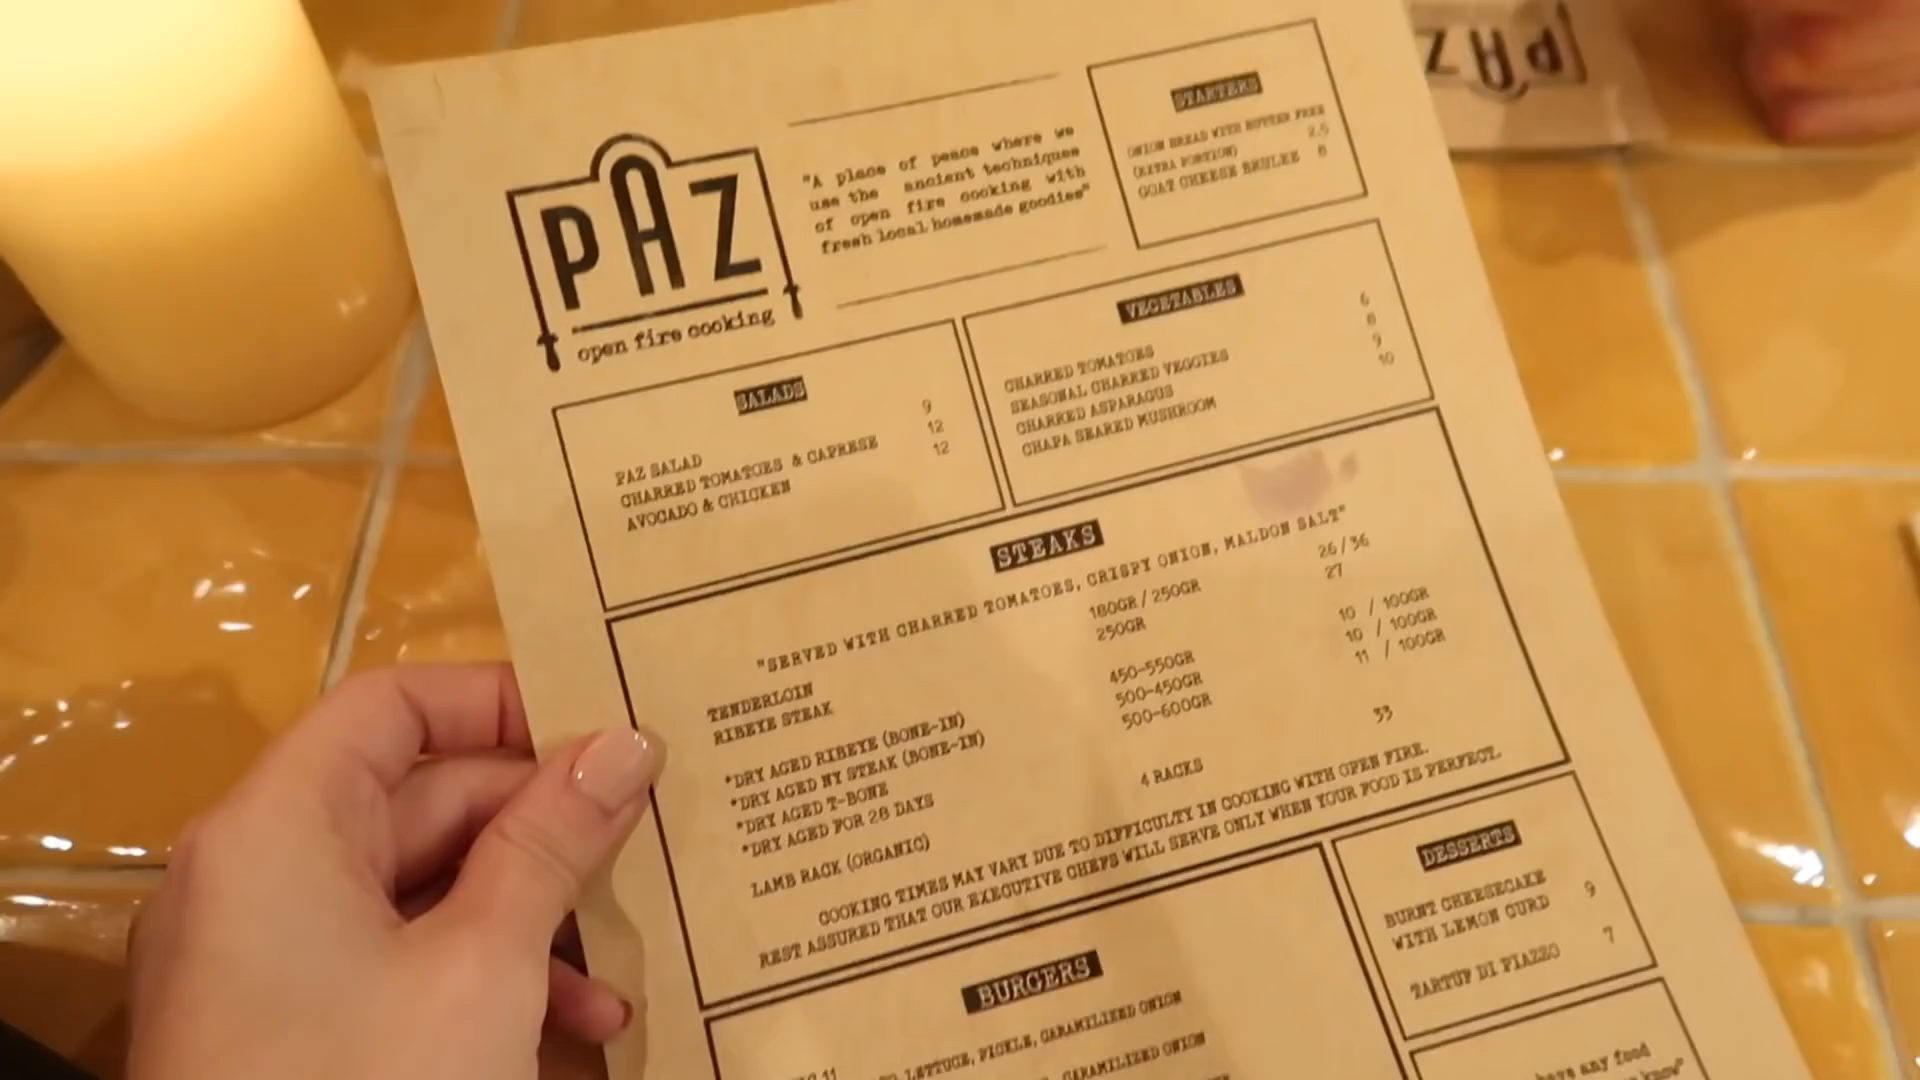 PAZ
open fire cooking
"A place of peace where we
use the ancient techniques
of open fire cooking with
fresh local homemade goodies"
STARTERS
ONION BREAD WITH BUTTER FREE
(EXTRA PORTION) 2.5
GOAT CHEESE BRULEE 8
SALADS
PAZ SALAD 9
CHARRED TOMATOES & CAPRESE 12
AVOCADO & CHICKEN 12
VEGETABLES
CHARRED TOMATOES 6
SEASONAL CHARRED VEGGIES 8
CHARRED ASPARAGUS 9
CHAPA SEARED MUSHROOM 10
STEAKS
"SERVED WITH CHARRED TOMATOES, CRISPY ONION, MALDON SALT"
TENDERLOIN 180GR / 250GR 26/36
RIBEYE STEAK 250GR 27
*DRY AGED RIBEYE (BONE-IN) 450-550GR 10 / 100GR
*DRY AGED NY STEAK (BONE-IN) 500-450GR 10 / 100GR
*DRY AGED T-BONE 500-600GR 11 / 100GR
*DRY AGED FOR 28 DAYS
LAMB RACK (ORGANIC) 4 RACKS 33
COOKING TIMES MAY VARY DUE TO DIFFICULTY IN COOKING WITH OPEN FIRE.
REST ASSURED THAT OUR EXECUTIVE CHEFS WILL SERVE ONLY WHEN YOUR FOOD IS PERFECT.
BURGERS
LETTUCE, PICKLE, CARAMILIZED ONION
11
CARAMILIZED ONION
DESSERTS
BURNT CHEESECAKE 9
WITH LEMON CURD
TARTUF DI PIAZZO 7
have any food
know"
PAZ